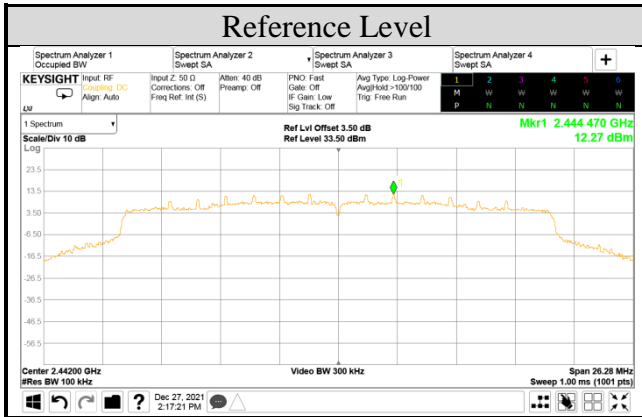 Reference Level
Spectrum Analyzer 1
Occupied BW
Spectrum Analyzer 2
Swept SA
Spectrum Analyzer 3
Swept SA
Spectrum Analyzer 4
Swept SA
+
KEYSIGHT
Input: RF
Coupling: DC
Align: Auto
Input Z: 50 Ω
Corrections: Off
Freq Ref: Int (S)
Atten: 40 dB
Preamp: Off
PNO: Fast
Gate: Off
IF Gain: Low
Sig Track: Off
Avg Type: Log-Power
Avg|Hold:>100/100
Trig: Free Run
1 2 3 4 5 6
M W W W W W
P N N N N N
LXI
1 Spectrum
Ref Lvl Offset 3.50 dB
Mkr1 2.444 470 GHz
Scale/Div 10 dB
Ref Level 33.50 dBm
12.27 dBm
Log
23.5
13.5
1
3.50
-6.50
-16.5
-26.5
-36.5
-46.5
-56.5
Center 2.44200 GHz
Video BW 300 kHz
Span 26.28 MHz
#Res BW 100 kHz
Sweep 1.00 ms (1001 pts)
?
Dec 27, 2021
2:17:21 PM